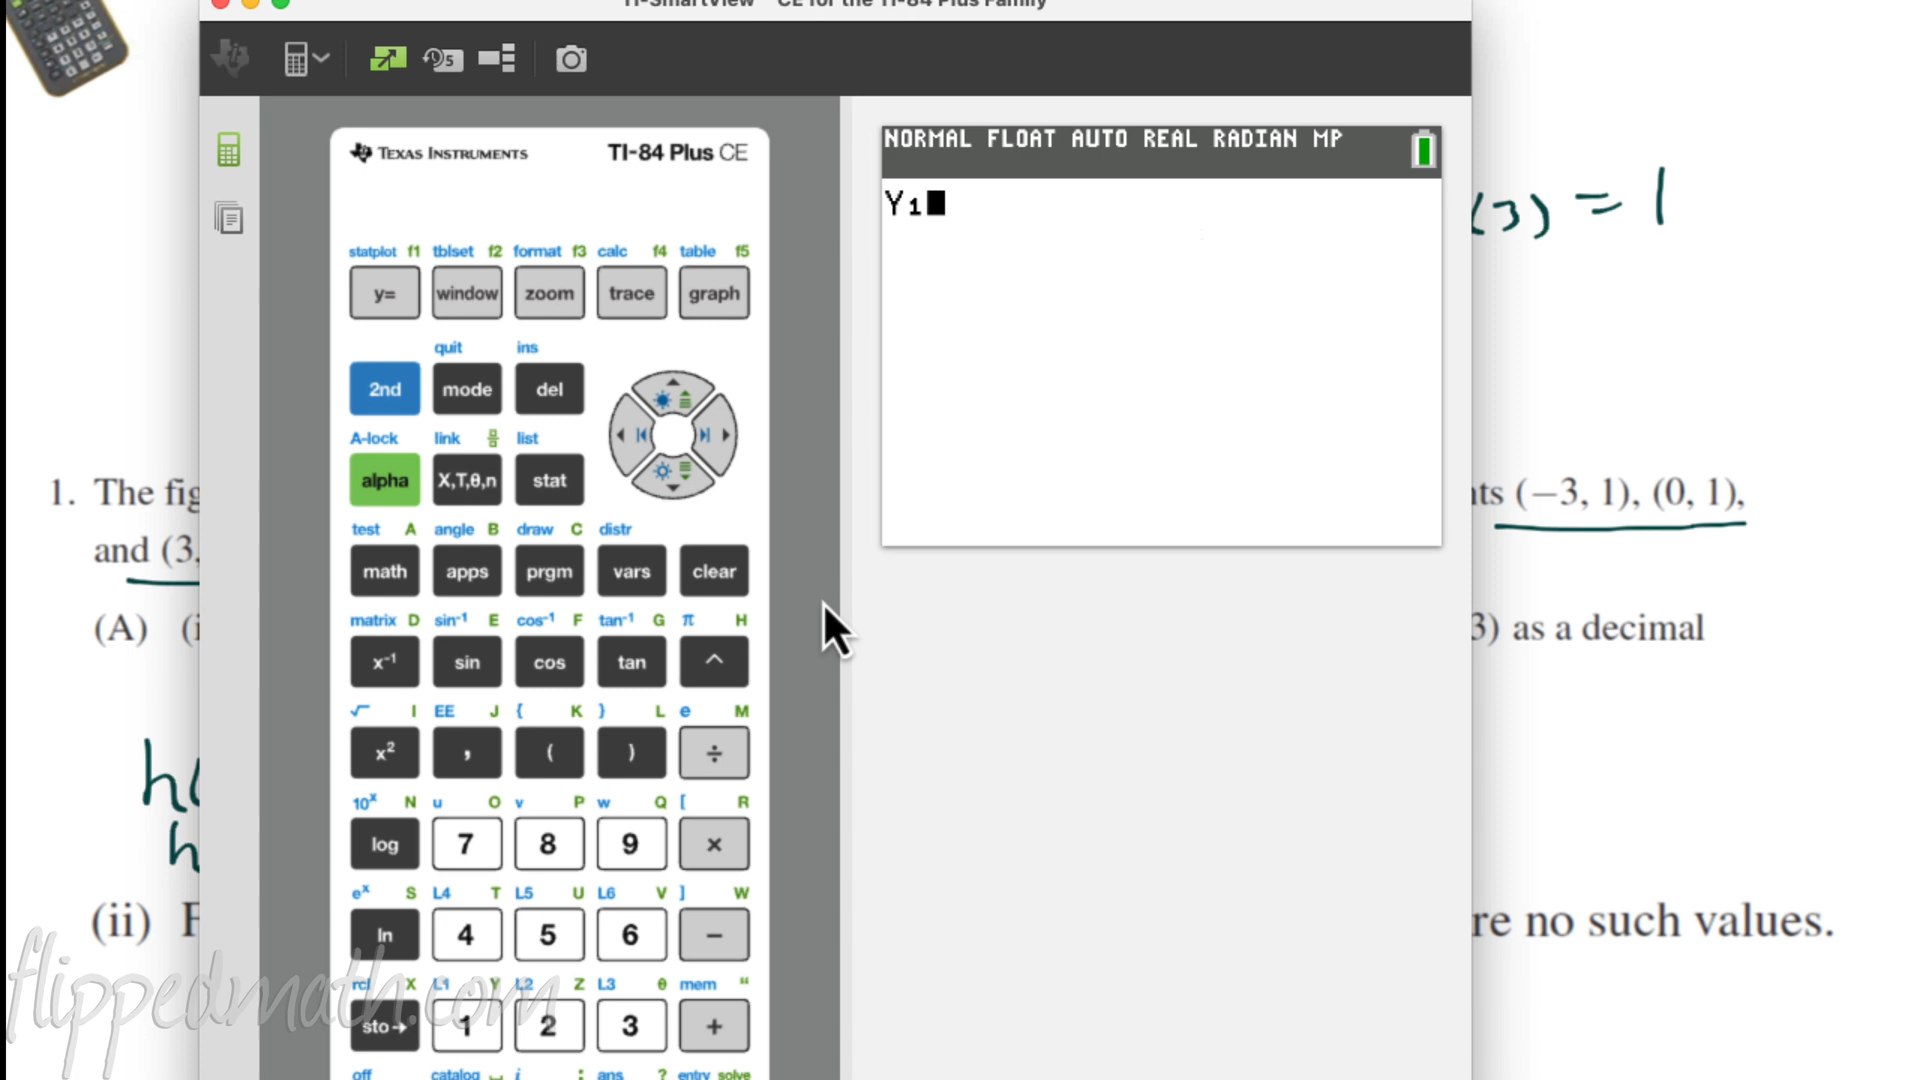 TI-SmartView™ CE for the TI-84 Plus Family
TEXAS INSTRUMENTS TI-84 Plus CE
NORMAL FLOAT AUTO REAL RADIAN MP
Y₁
(3) = 1
statplot f1 tblset f2 format f3 calc f4 table f5
y= window zoom trace graph
quit ins
2nd mode del
A-lock link list
alpha X,T,θ,n stat
test A angle B draw C distr
math apps prgm vars clear
matrix D sin⁻¹ E cos⁻¹ F tan⁻¹ G π H
x⁻¹ sin cos tan ^
√ I EE J { K } L e M
x² , ( ) ÷
10ˣ N u O v P w Q [ R
log 7 8 9 ×
eˣ S L4 T L5 U L6 V ] W
ln 4 5 6 −
rcl X L1 Y L2 Z L3 θ mem “
sto→ 1 2 3 +
off catalog i : ans ? entry solve
1. The fig
nts (−3, 1), (0, 1),
and (3,
(A) (i
3) as a decimal
h(
h
(ii) F
re no such values.
flippedmath.com